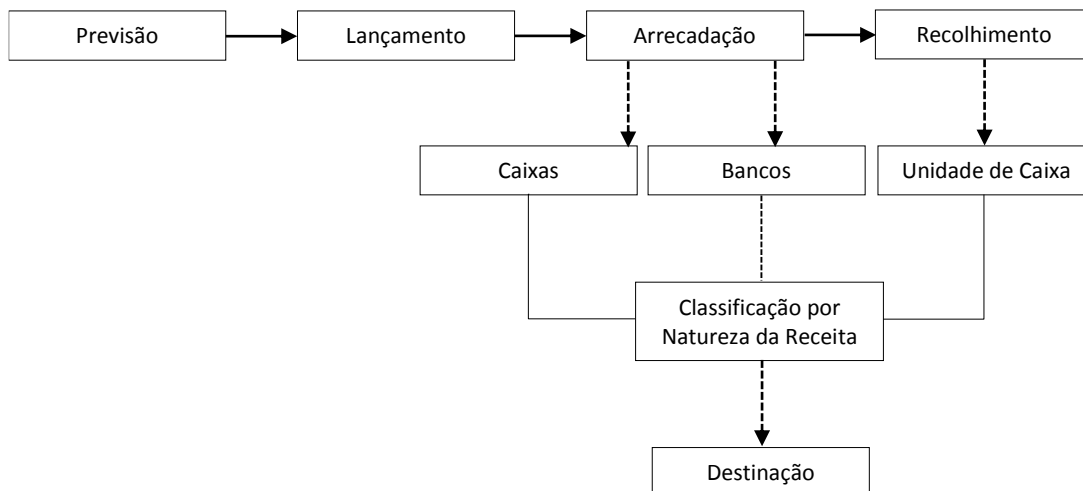 Previsão
Lançamento
Arrecadação
Recolhimento
Caixas
Bancos
Unidade de Caixa
Classificação por
Natureza da Receita
Destinação